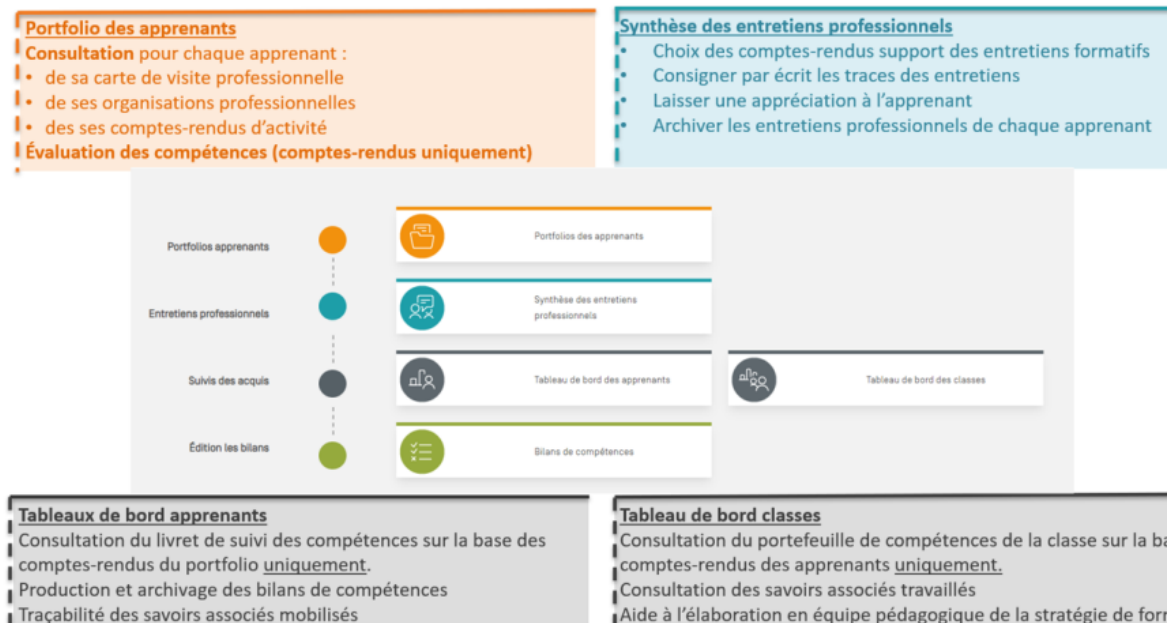 Portfolio des apprenants
Consultation pour chaque apprenant :
• de sa carte de visite professionnelle
• de ses organisations professionnelles
• des ses comptes-rendus d'activité
Évaluation des compétences (comptes-rendus uniquement)
Synthèse des entretiens professionnels
• Choix des comptes-rendus support des entretiens formatifs
• Consigner par écrit les traces des entretiens
• Laisser une appréciation à l'apprenant
• Archiver les entretiens professionnels de chaque apprenant
Portfolios apprenants
Portfolios des apprenants
Entretiens professionnels
Synthèse des entretiens
professionnels
Suivis des acquis
Tableau de bord des apprenants
Tableau de bord des classes
Édition les bilans
Bilans de compétences
Tableaux de bord apprenants
Consultation du livret de suivi des compétences sur la base des
comptes-rendus du portfolio uniquement.
Production et archivage des bilans de compétences
Traçabilité des savoirs associés mobilisés
Tableau de bord classes
Consultation du portefeuille de compétences de la classe sur la
comptes-rendus des apprenants uniquement.
Consultation des savoirs associés travaillés
Aide à l'élaboration en équipe pédagogique de la stratégie de